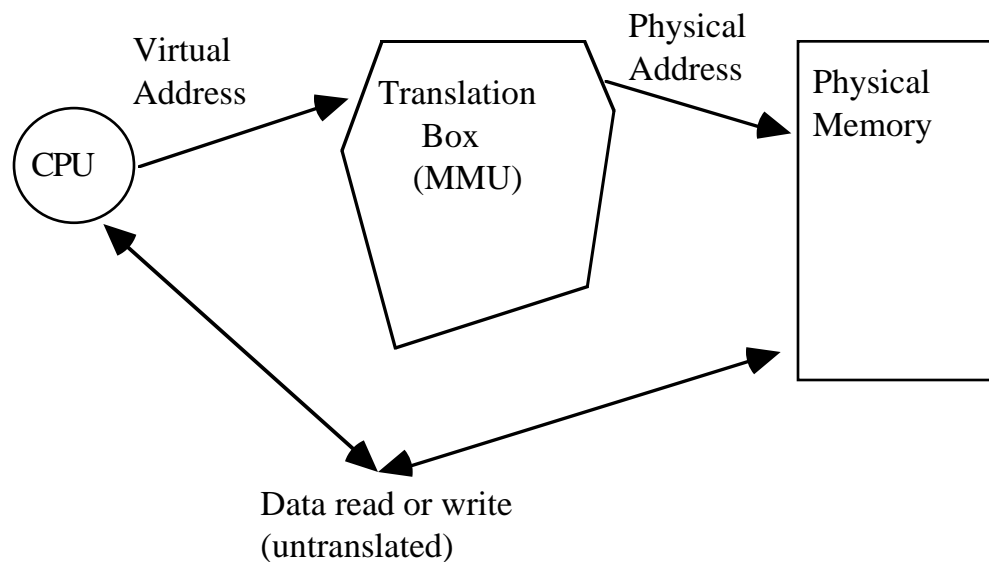 Virtual
Address
Physical
Address
CPU
Translation
Box
(MMU)
Physical
Memory
Data read or write
(untranslated)